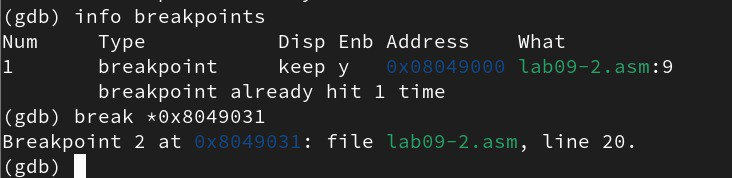 (gdb) info breakpoints
Num     Type           Disp Enb Address    What
1       breakpoint     keep y   0x08049000 lab09-2.asm:9
        breakpoint already hit 1 time
(gdb) break *0x8049031
Breakpoint 2 at 0x8049031: file lab09-2.asm, line 20.
(gdb)